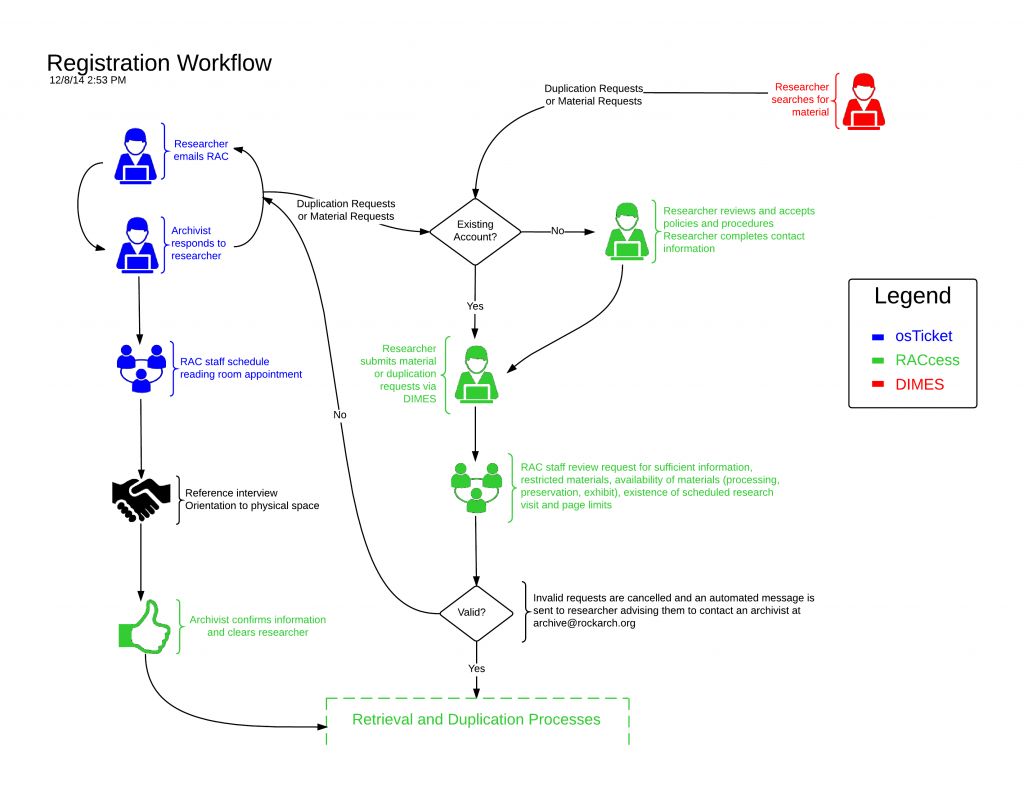 Registration Workflow
12/8/14 2:53 PM
Duplication Requests
or Material Requests
Researcher
searches for
material
Researcher
emails RAC
Archivist
responds to
researcher
Duplication Requests
or Material Requests
Existing
Account?
No
Researcher reviews and accepts
policies and procedures
Researcher completes contact
information
Yes
Legend
osTicket
RACcess
DIMES
RAC staff schedule
reading room appointment
Researcher
submits material
or duplication
requests via
DIMES
No
RAC staff review request for sufficient information,
restricted materials, availability of materials (processing,
preservation, exhibit), existence of scheduled research
visit and page limits
Reference interview
Orientation to physical space
Archivist confirms information
and clears researcher
Valid?
Invalid requests are cancelled and an automated message is
sent to researcher advising them to contact an archivist at
archive@rockarch.org
Yes
Retrieval and Duplication Processes